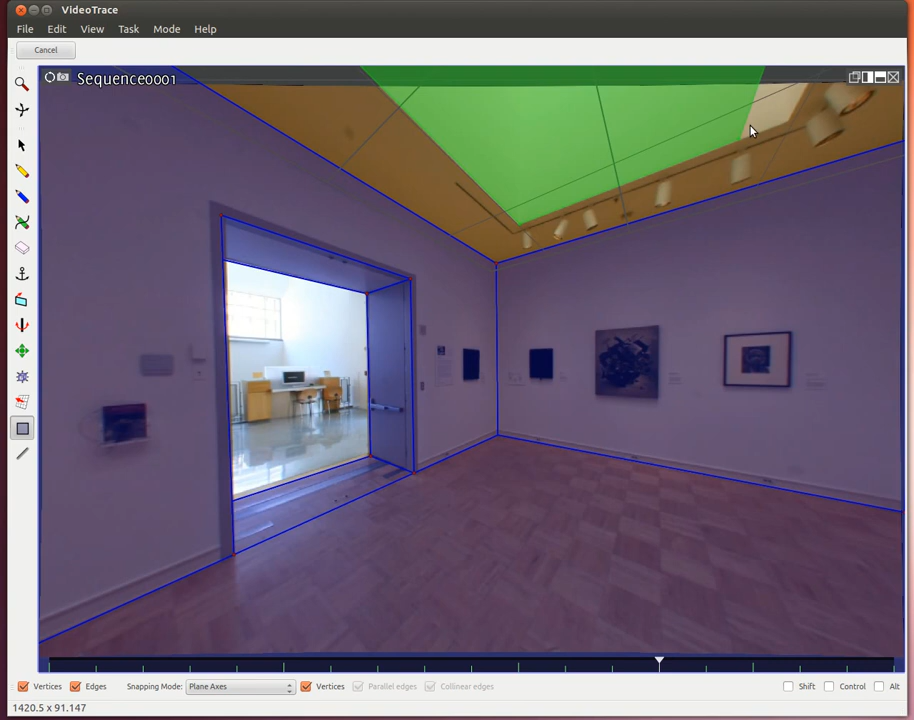 VideoTrace
File Edit View Task Mode Help
Cancel
Sequence0001
Vertices Edges Snapping Mode: Plane Axes Vertices Parallel edges Collinear edges Shift Control Alt
1420.5 x 91.147